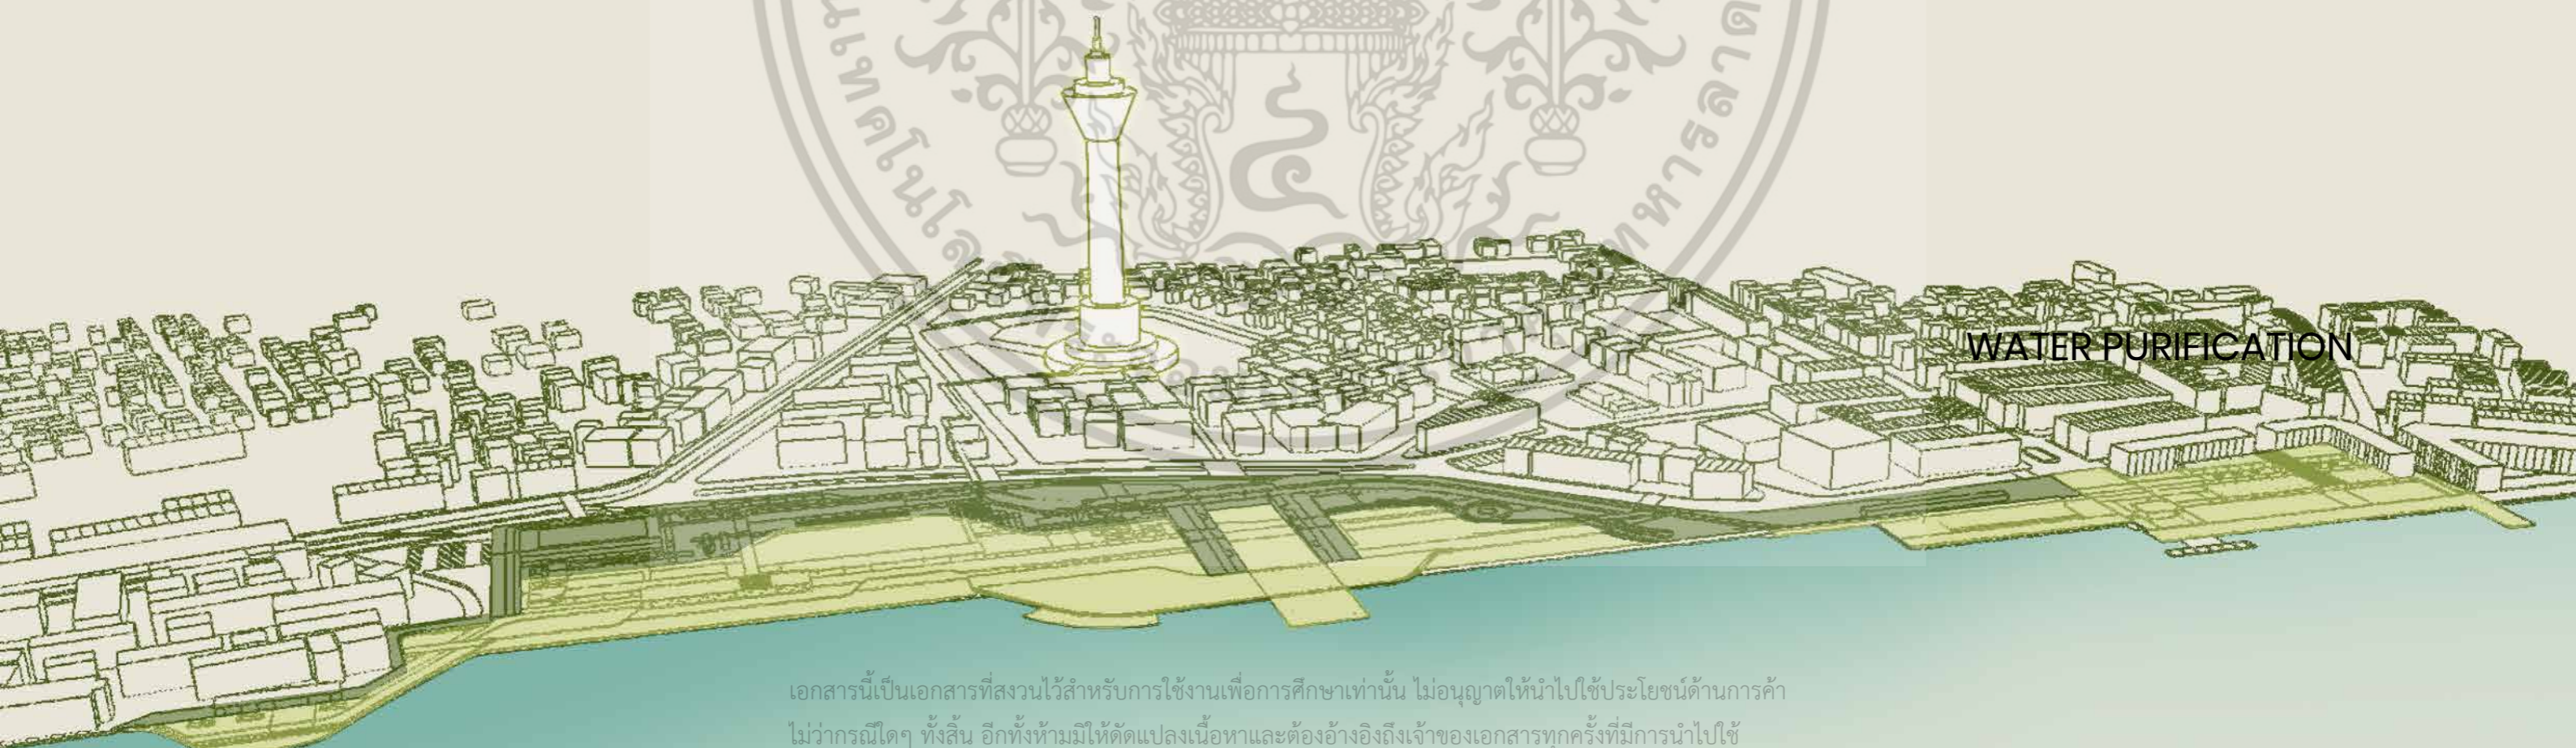 WATER PURIFICATION
เอกสารนี้เป็นเอกสารที่สงวนไว้สำหรับการใช้งานเพื่อการศึกษาเท่านั้น ไม่อนุญาตให้นำไปใช้ประโยชน์ด้านการค้า
ไม่ว่ากรณีใดๆ ทั้งสิ้น อีกทั้งห้ามมิให้ดัดแปลงเนื้อหาและต้องอ้างอิงถึงเจ้าของเอกสารทุกครั้งที่มีการนำไปใช้